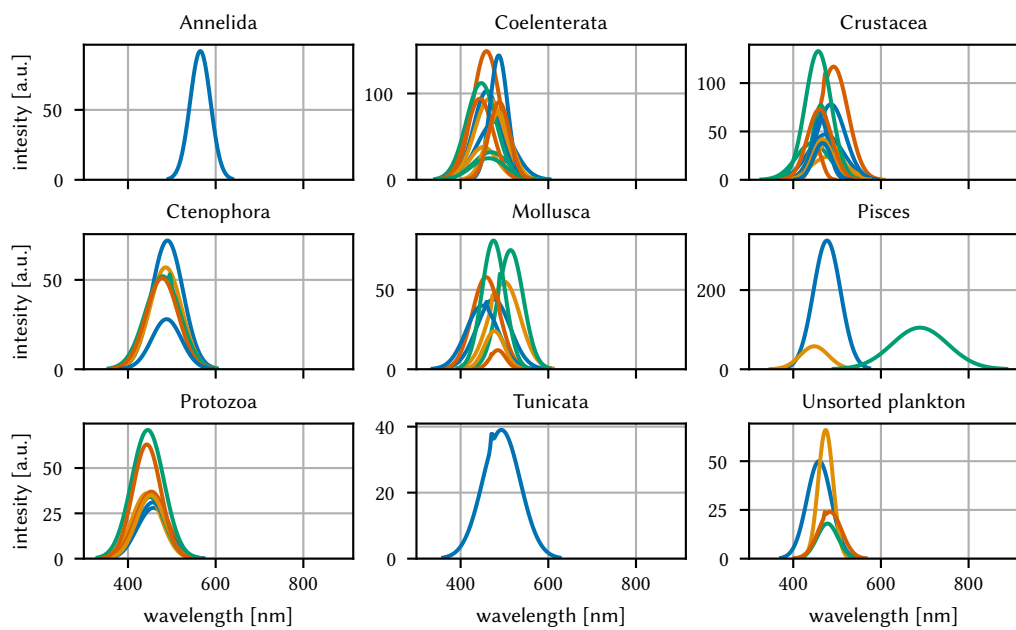 Annelida
Coelenterata
Crustacea
intesity [a.u.]
50
0
100
0
100
50
0
Ctenophora
Mollusca
Pisces
intesity [a.u.]
50
0
50
0
200
0
Protozoa
Tunicata
Unsorted plankton
intesity [a.u.]
50
25
0
40
20
0
50
25
0
400 600 800
400 600 800
400 600 800
wavelength [nm]
wavelength [nm]
wavelength [nm]